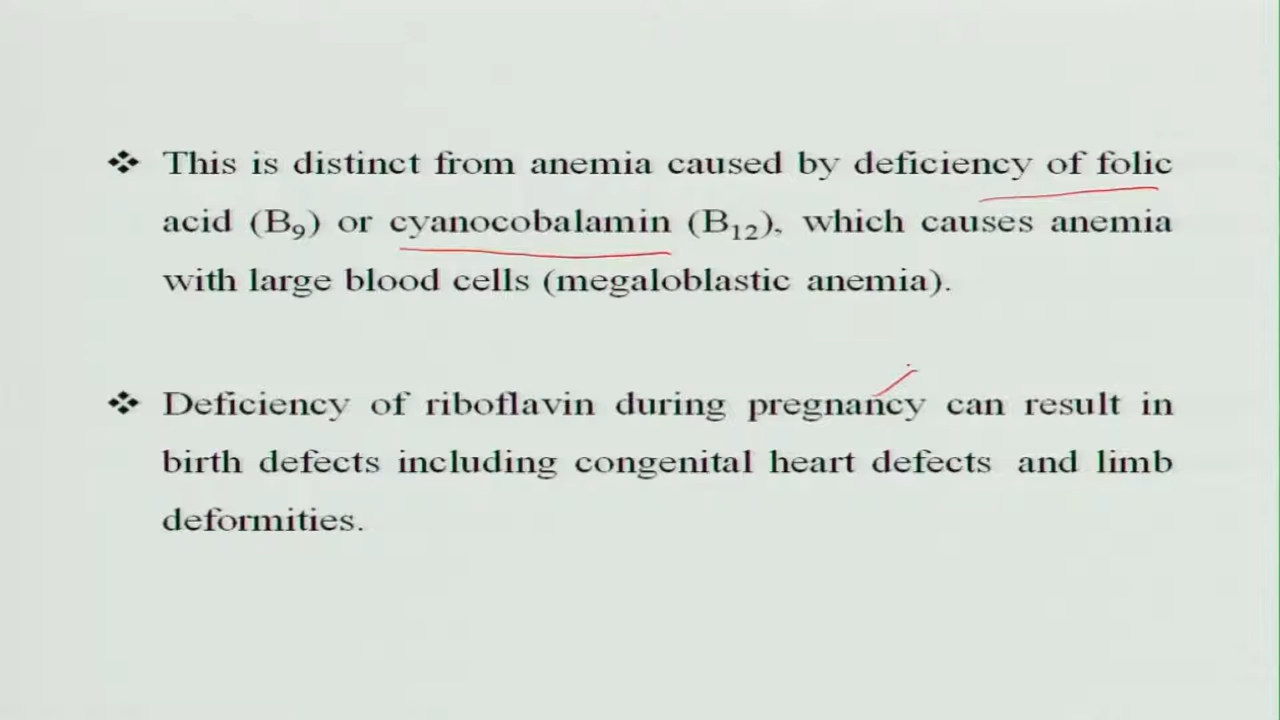 ❖ This is distinct from anemia caused by deficiency of folic
acid (B₉) or cyanocobalamin (B₁₂), which causes anemia
with large blood cells (megaloblastic anemia).
❖ Deficiency of riboflavin during pregnancy can result in
birth defects including congenital heart defects and limb
deformities.